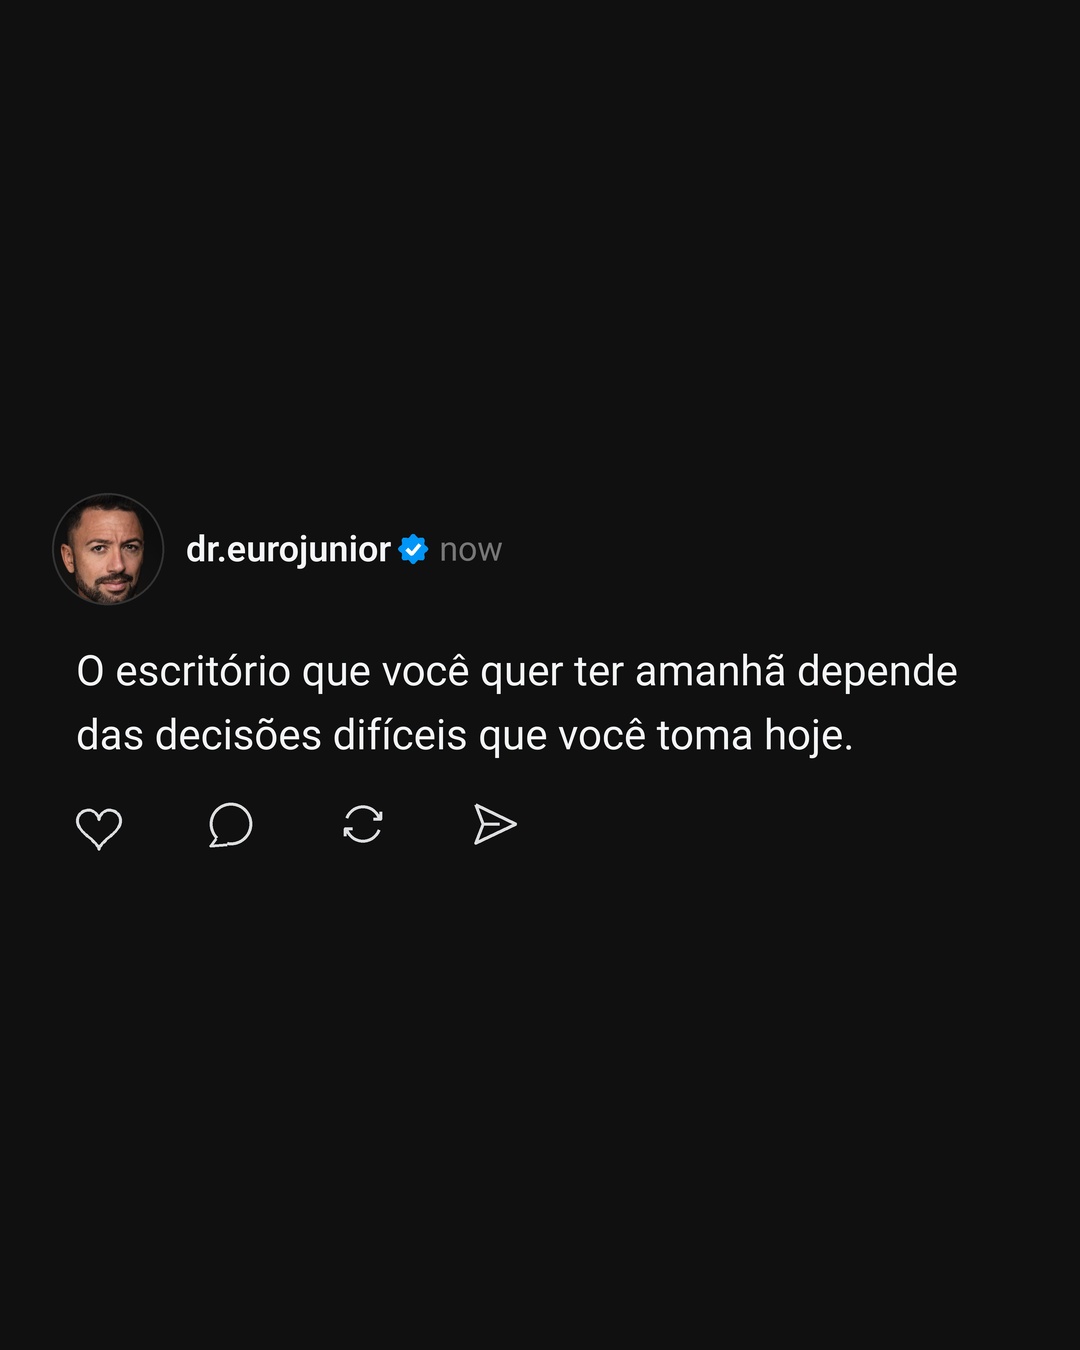 dr.eurojunior now
O escritório que você quer ter amanhã depende
das decisões difíceis que você toma hoje.